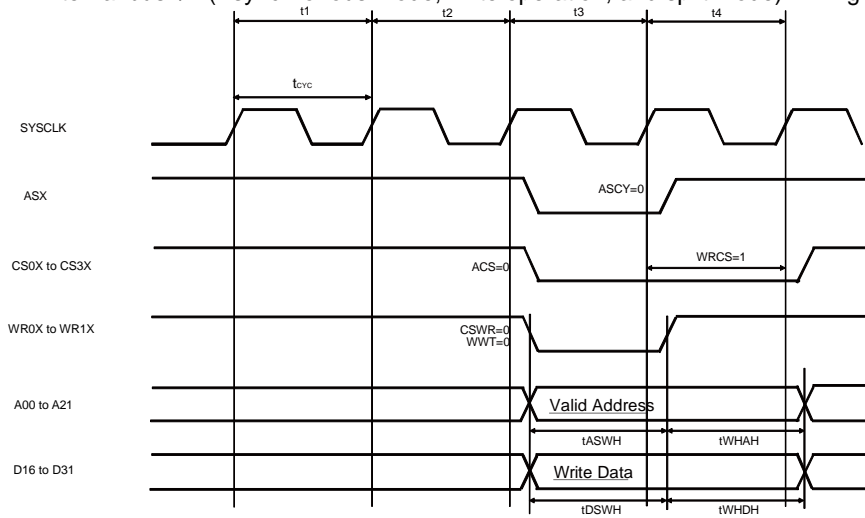 t1 t2 t3 t4
tCYC
SYSCLK
ASX
ASCY=0
CS0X to CS3X
ACS=0
WRCS=1
WR0X to WR1X
CSWR=0
WWT=0
A00 to A21
Valid Address
tASWH tWHAH
D16 to D31
Write Data
tDSWH tWHDH